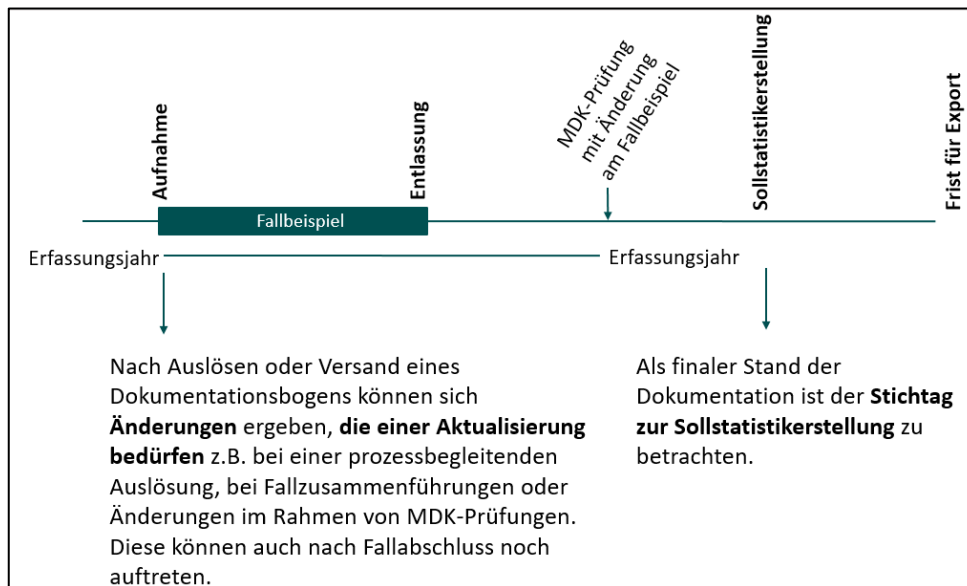 Aufnahme
Entlassung
MDK-Prüfung
mit Änderung
am Fallbeispiel
Sollstatistikerstellung
Frist für Export
Fallbeispiel
Erfassungsjahr
Erfassungsjahr
Nach Auslösen oder Versand eines
Dokumentationsbogens können sich
Änderungen ergeben, die einer Aktualisierung
bedürfen z.B. bei einer prozessbegleitenden
Auslösung, bei Fallzusammenführungen oder
Änderungen im Rahmen von MDK-Prüfungen.
Diese können auch nach Fallabschluss noch
auftreten.
Als finaler Stand der
Dokumentation ist der Stichtag
zur Sollstatistikerstellung zu
betrachten.